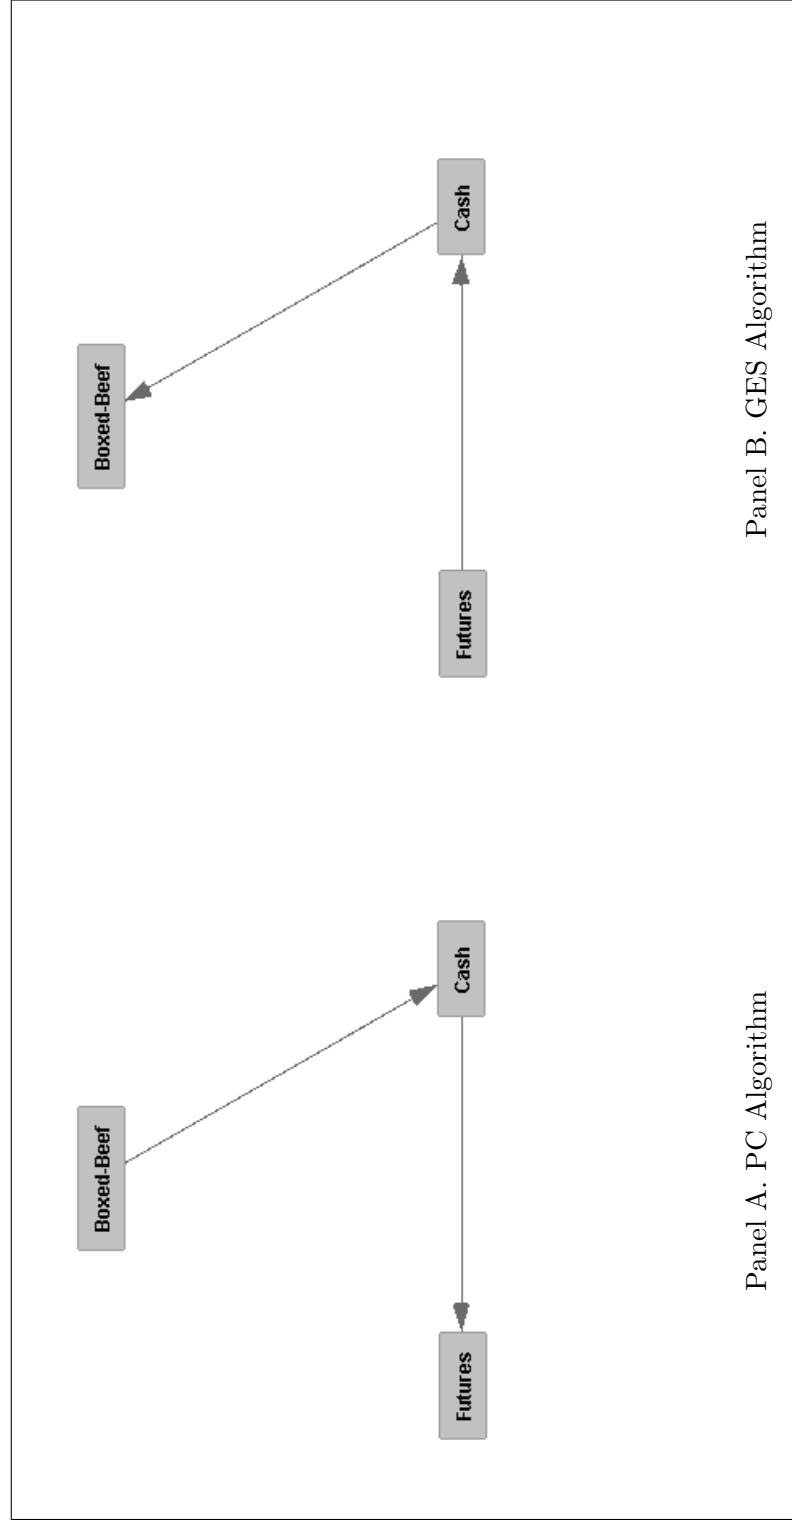 Boxed-Beef
Futures
Cash
Panel A. PC Algorithm
Boxed-Beef
Futures
Cash
Panel B. GES Algorithm